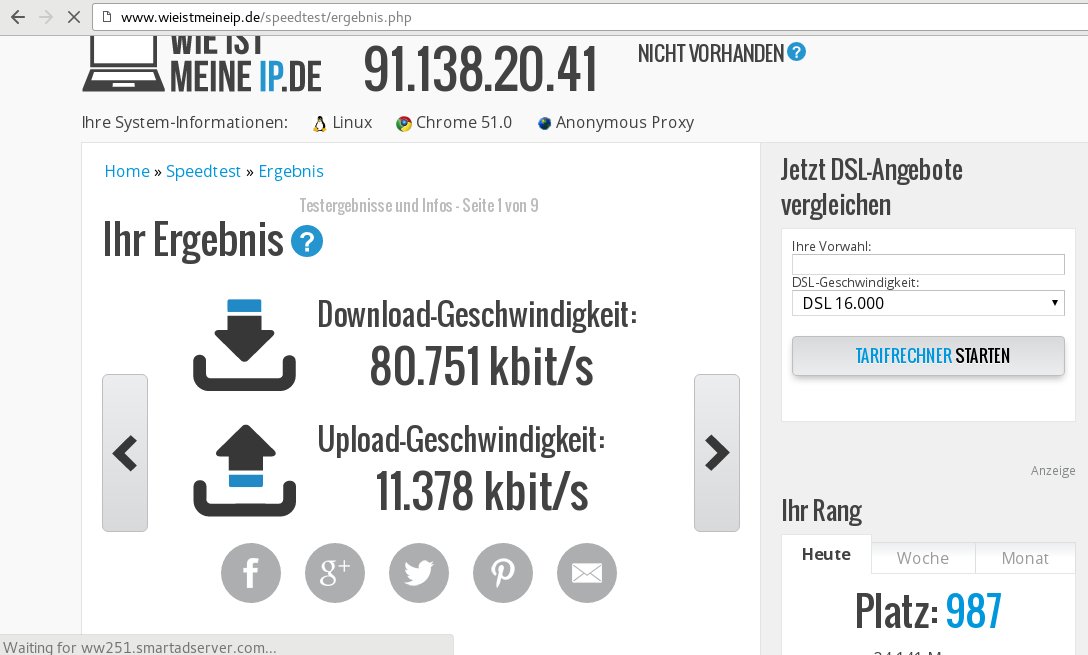 www.wieistmeineip.de/speedtest/ergebnis.php
WIE IST
MEINE IP.DE
91.138.20.41
NICHT VORHANDEN ?
Ihre System-Informationen: Linux Chrome 51.0 Anonymous Proxy
Home » Speedtest » Ergebnis
Testergebnisse und Infos - Seite 1 von 9
Ihr Ergebnis ?
Download-Geschwindigkeit:
80.751 kbit/s
Upload-Geschwindigkeit:
11.378 kbit/s
f g+
Jetzt DSL-Angebote
vergleichen
Ihre Vorwahl:
DSL-Geschwindigkeit:
DSL 16.000
TARIFRECHNER STARTEN
Anzeige
Ihr Rang
Heute Woche Monat
Platz: 987
Waiting for ww251.smartadserver.com...